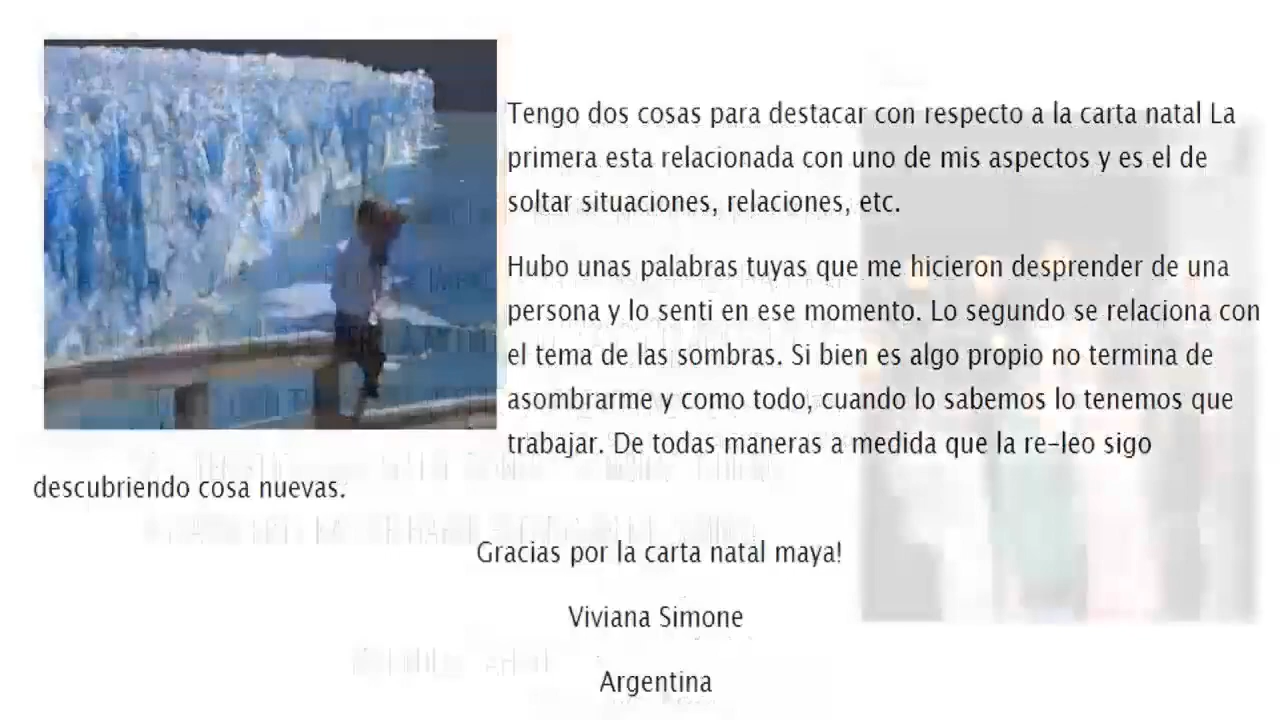 Tengo dos cosas para destacar con respecto a la carta natal La
primera esta relacionada con uno de mis aspectos y es el de
soltar situaciones, relaciones, etc.
Hubo unas palabras tuyas que me hicieron desprender de una
persona y lo senti en ese momento. Lo segundo se relaciona con
el tema de las sombras. Si bien es algo propio no termina de
asombrarme y como todo, cuando lo sabemos lo tenemos que
trabajar. De todas maneras a medida que la re-leo sigo
descubriendo cosa nuevas.
Gracias por la carta natal maya!
Viviana Simone
Argentina